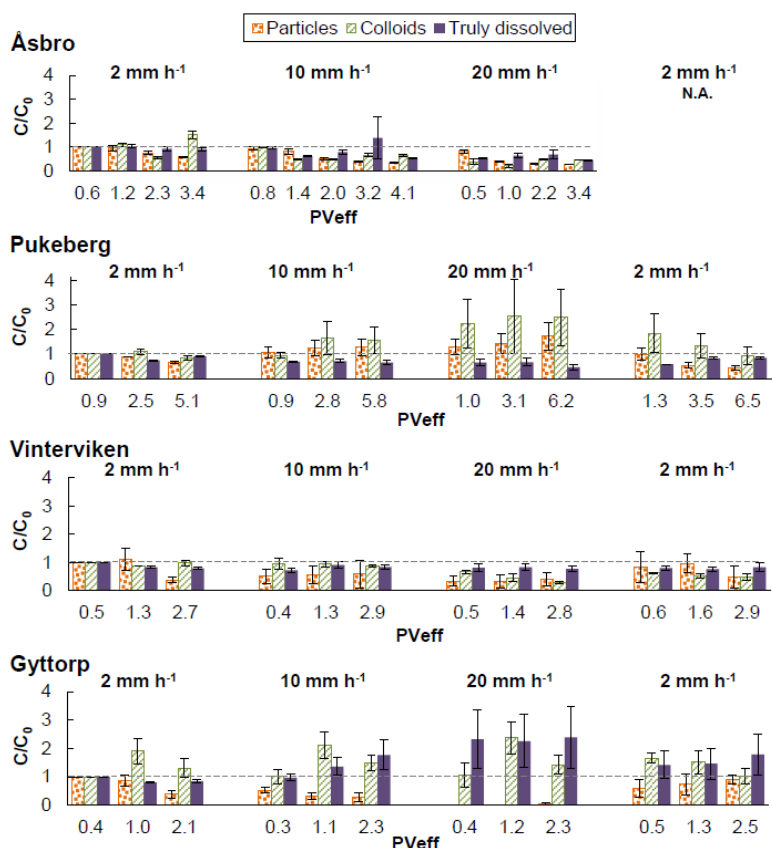 Particles Colloids Truly dissolved
Åsbro
2 mm h-1 10 mm h-1 20 mm h-1 2 mm h-1
N.A.
C/C0
4
3
2
1
0
0.6 1.2 2.3 3.4 0.8 1.4 2.0 3.2 4.1 0.5 1.0 2.2 3.4
PVeff
Pukeberg
2 mm h-1 10 mm h-1 20 mm h-1 2 mm h-1
C/C0
4
3
2
1
0
0.9 2.5 5.1 0.9 2.8 5.8 1.0 3.1 6.2 1.3 3.5 6.5
PVeff
Vinterviken
2 mm h-1 10 mm h-1 20 mm h-1 2 mm h-1
C/C0
4
3
2
1
0
0.5 1.3 2.7 0.4 1.3 2.9 0.5 1.4 2.8 0.6 1.6 2.9
PVeff
Gyttorp
2 mm h-1 10 mm h-1 20 mm h-1 2 mm h-1
C/C0
4
3
2
1
0
0.4 1.0 2.1 0.3 1.1 2.3 0.4 1.2 2.3 0.5 1.3 2.5
PVeff